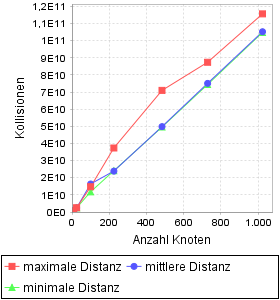 1,2E11
1,1E11
1E11
9E10
8E10
7E10
6E10
5E10
4E10
3E10
2E10
1E10
0E0
Kollisionen
0 200 400 600 800 1.000
Anzahl Knoten
maximale Distanz mittlere Distanz
minimale Distanz